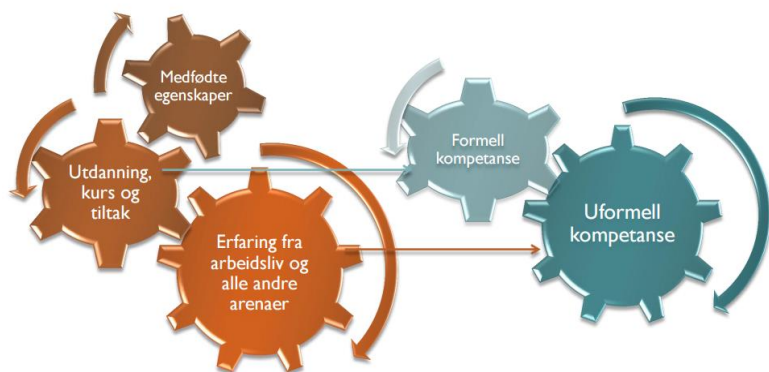 Medfødte
egenskaper
Utdanning,
kurs og
tiltak
Erfaring fra
arbeidsliv og
alle andre
arenaer
Formell
kompetanse
Uformell
kompetanse